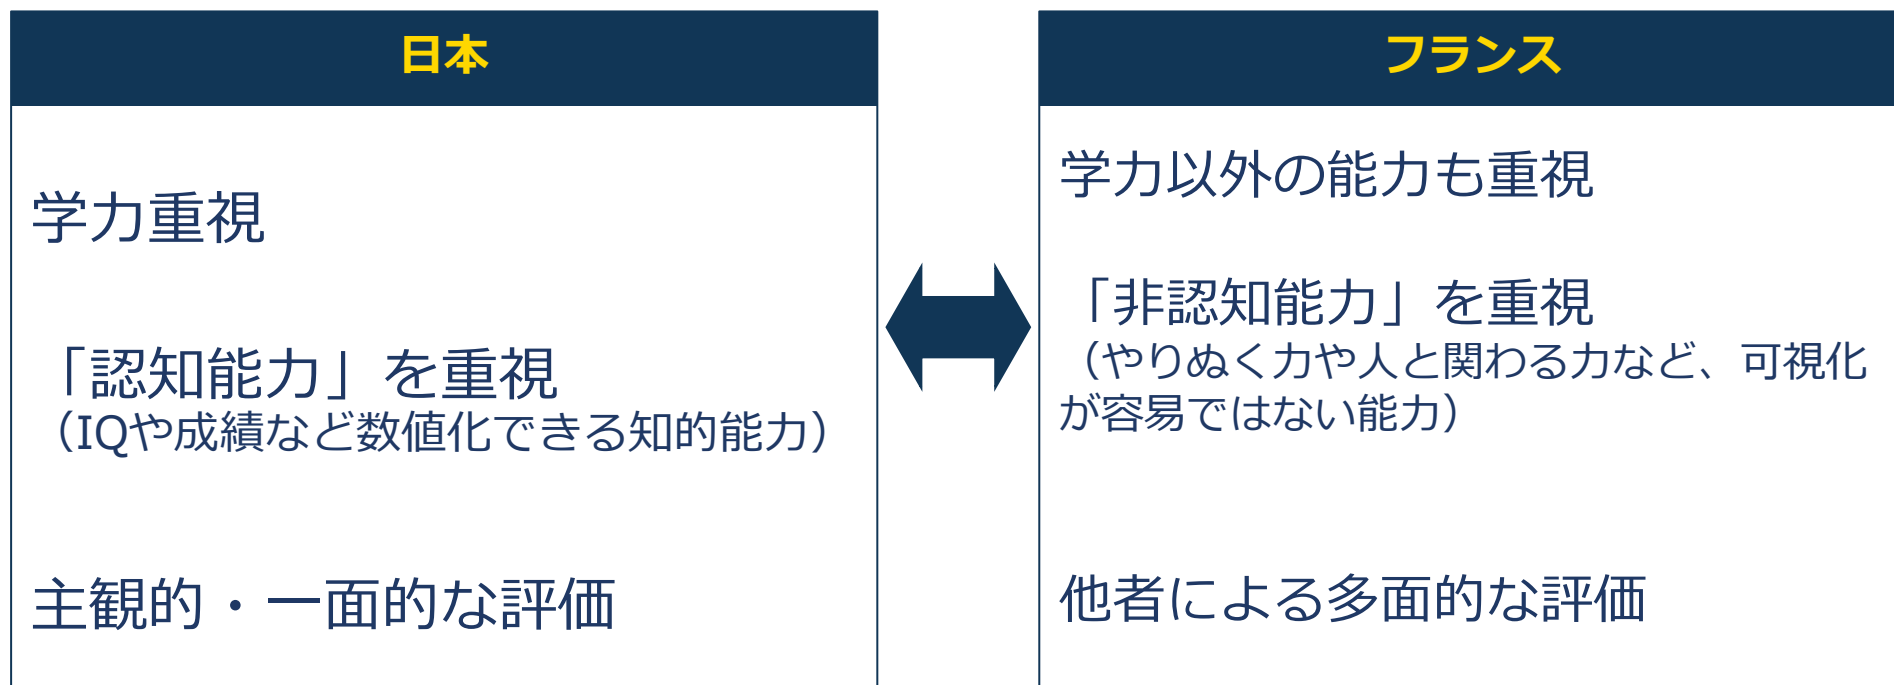 日本
学力重視
「認知能力」を重視
（IQや成績など数値化できる知的能力）
主観的・一面的な評価
フランス
学力以外の能力も重視
「非認知能力」を重視
（やりぬく力や人と関わる力など、可視化
が容易ではない能力）
他者による多面的な評価